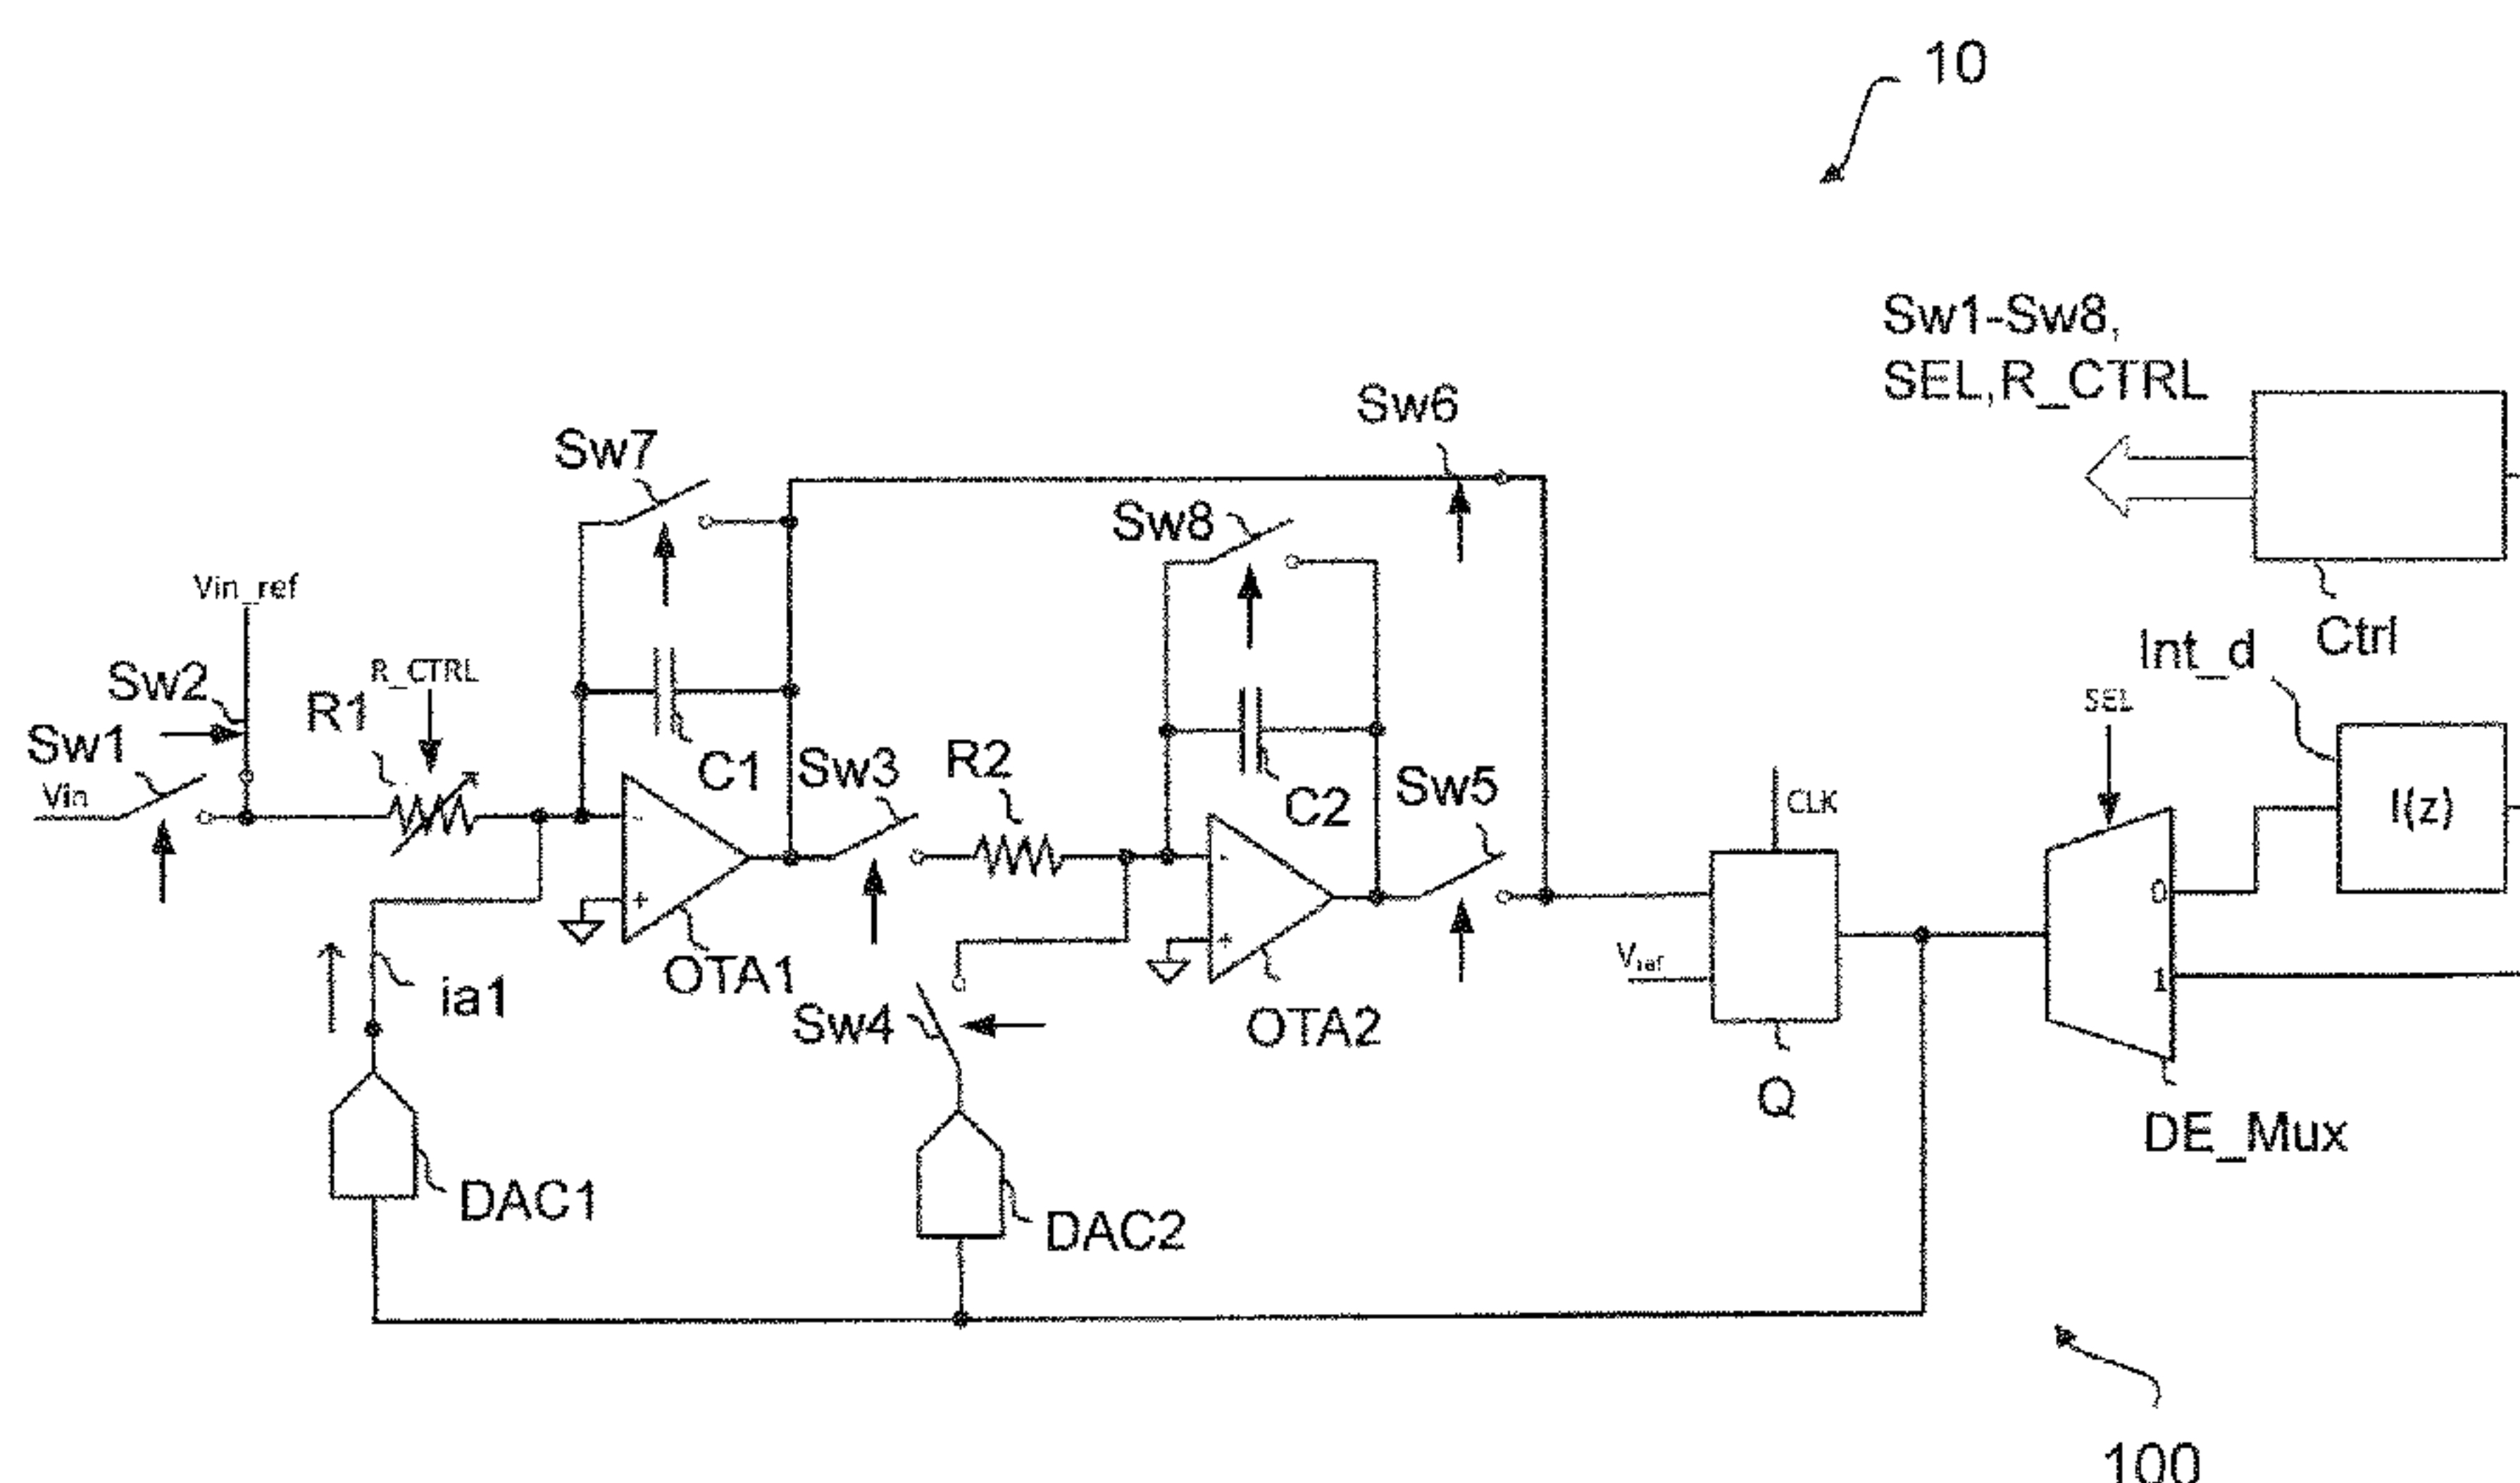 10
Sw1-Sw8,
SEL,R_CTRL
Sw6
Sw7
Sw8
Vin_ref
Ctrl
Int_d
Sw2
R_CTRL
SEL
R1
Sw1
C1
Sw3
R2
Sw5
Vin
C2
CLK
I(z)
-
-
0
+
+
Vref
1
OTA1
ia1
Sw4
OTA2
Q
DE_Mux
DAC1
DAC2
100